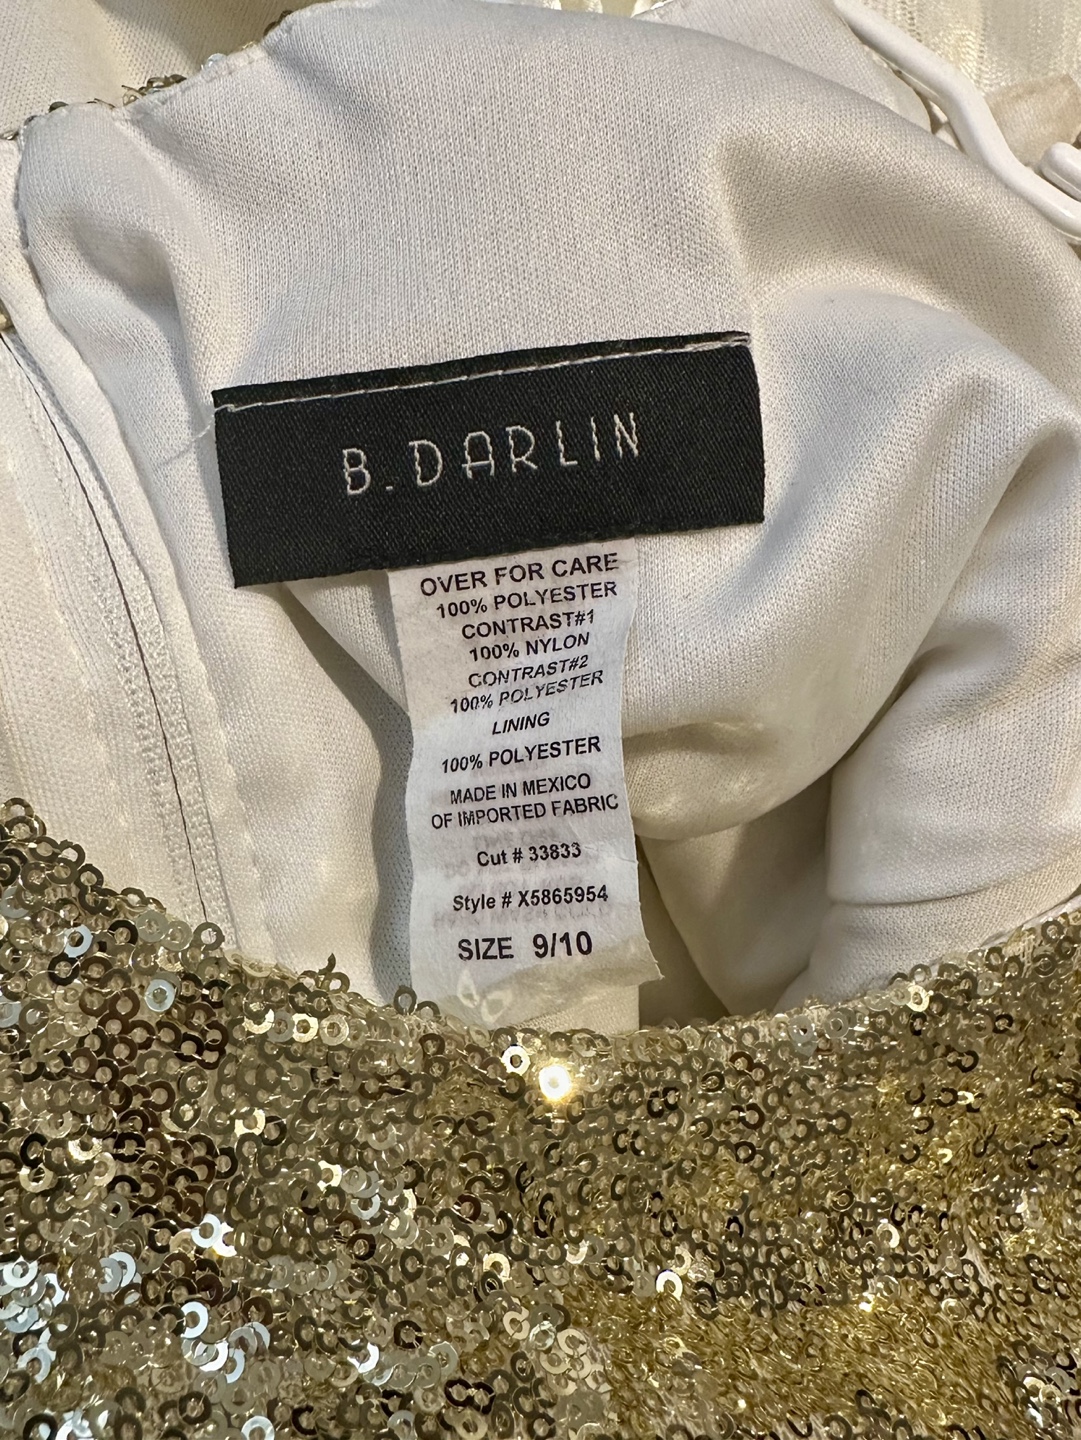 B. DARLIN
OVER FOR CARE
100% POLYESTER
CONTRAST#1
100% NYLON
CONTRAST#2
100% POLYESTER
LINING
100% POLYESTER
MADE IN MEXICO
OF IMPORTED FABRIC
Cut # 33833
Style # X5865954
SIZE 9/10